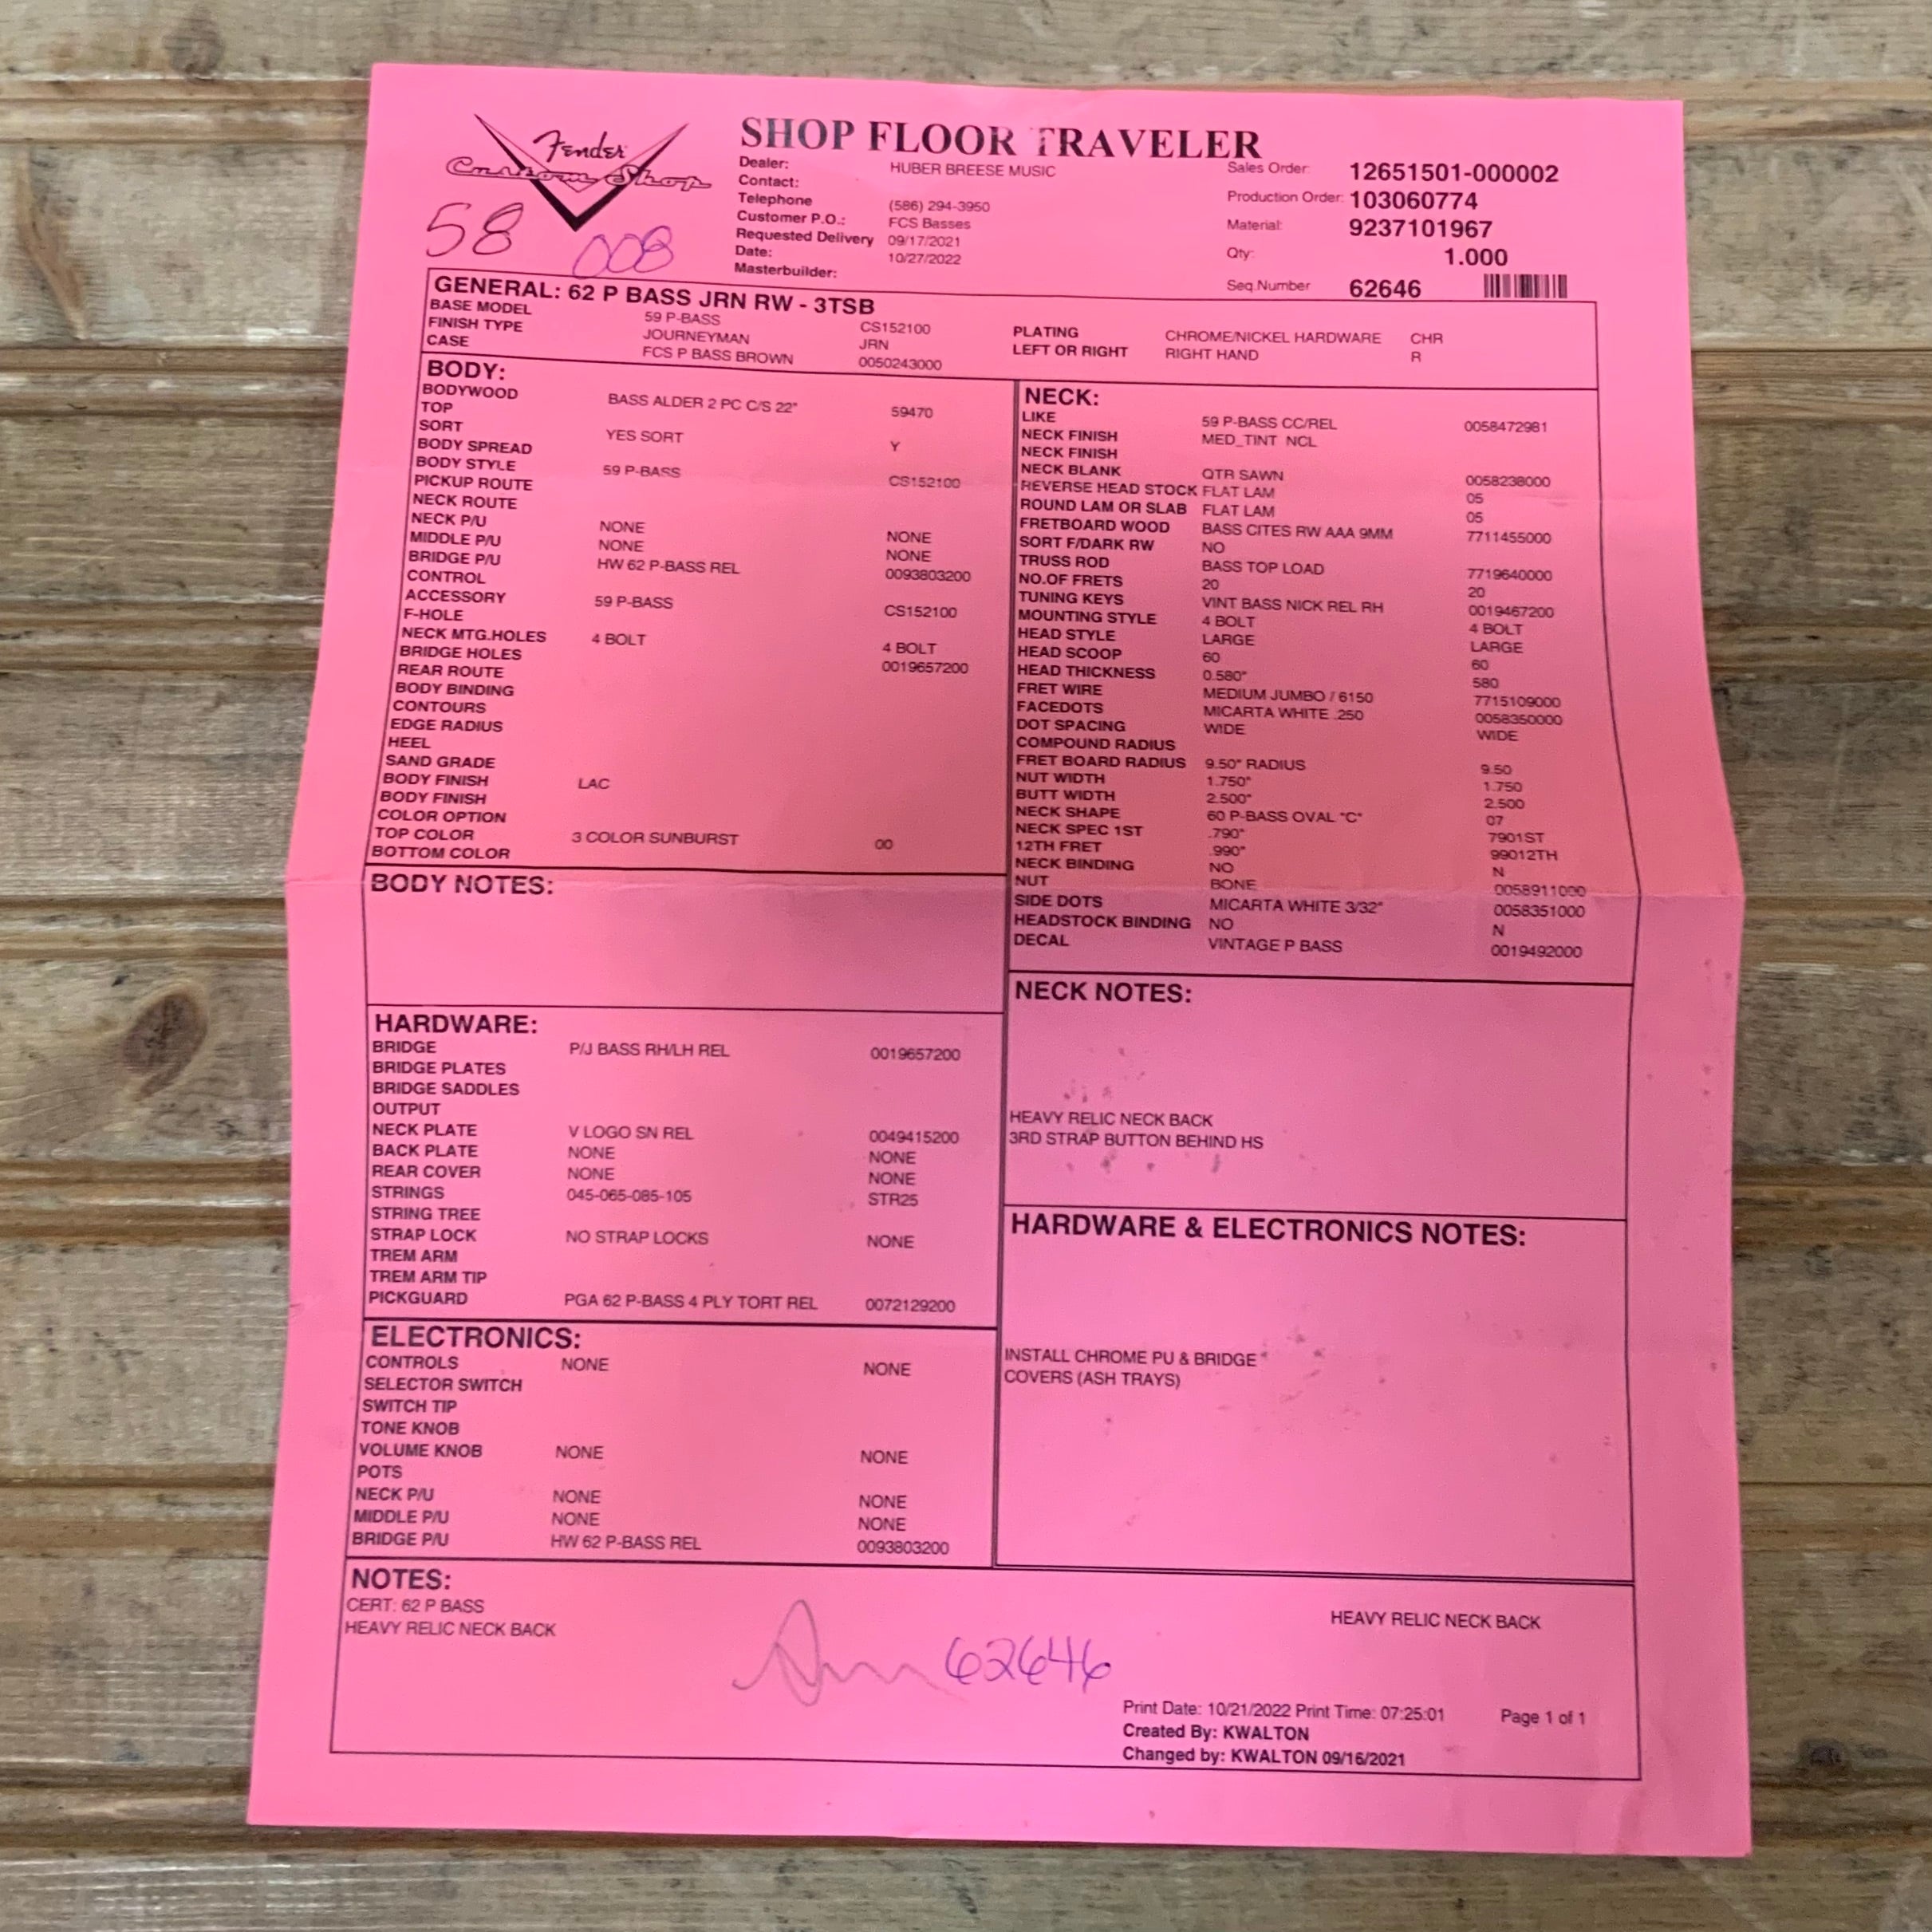 Fender
Custom Shop
58
008
SHOP FLOOR TRAVELER
Dealer: HUBER BREESE MUSIC
Contact:
Telephone (586) 294-3950
Customer P.O.: FCS Basses
Requested Delivery 09/17/2021
Date: 10/27/2022
Masterbuilder:
Sales Order: 12651501-000002
Production Order: 103060774
Material: 9237101967
Qty: 1.000
Seq.Number 62646
GENERAL: 62 P BASS JRN RW - 3TSB
BASE MODEL 59 P-BASS CS152100
FINISH TYPE JOURNEYMAN JRN
CASE FCS P BASS BROWN 0050243000
PLATING CHROME/NICKEL HARDWARE CHR
LEFT OR RIGHT RIGHT HAND R
BODY:
BODYWOOD BASS ALDER 2 PC C/S 22" 59470
TOP
SORT YES SORT Y
BODY SPREAD
BODY STYLE 59 P-BASS CS152100
PICKUP ROUTE
NECK ROUTE
NECK P/U NONE NONE
MIDDLE P/U NONE NONE
BRIDGE P/U HW 62 P-BASS REL 0093803200
CONTROL
ACCESSORY 59 P-BASS CS152100
F-HOLE
NECK MTG.HOLES 4 BOLT 4 BOLT
BRIDGE HOLES 0019657200
REAR ROUTE
BODY BINDING
CONTOURS
EDGE RADIUS
HEEL
SAND GRADE
BODY FINISH LAC
BODY FINISH
COLOR OPTION
TOP COLOR 3 COLOR SUNBURST 00
BOTTOM COLOR
BODY NOTES:
NECK:
LIKE 59 P-BASS CC/REL 0058472981
NECK FINISH MED_TINT NCL
NECK FINISH
NECK BLANK QTR SAWN 0058238000
REVERSE HEAD STOCK FLAT LAM 05
ROUND LAM OR SLAB FLAT LAM 05
FRETBOARD WOOD BASS CITES RW AAA 9MM 7711455000
SORT F/DARK RW NO
TRUSS ROD BASS TOP LOAD 7719640000
NO.OF FRETS 20 20
TUNING KEYS VINT BASS NICK REL RH 0019467200
MOUNTING STYLE 4 BOLT 4 BOLT
HEAD STYLE LARGE LARGE
HEAD SCOOP 60 60
HEAD THICKNESS 0.580" 580
FRET WIRE MEDIUM JUMBO / 6150 7715109000
FACEDOTS MICARTA WHITE .250 0058350000
DOT SPACING WIDE WIDE
COMPOUND RADIUS
FRET BOARD RADIUS 9.50" RADIUS 9.50
NUT WIDTH 1.750" 1.750
BUTT WIDTH 2.500" 2.500
NECK SHAPE 60 P-BASS OVAL "C" 07
NECK SPEC 1ST .790" 7901ST
12TH FRET .990" 99012TH
NECK BINDING NO N
NUT BONE 0058911000
SIDE DOTS MICARTA WHITE 3/32" 0058351000
HEADSTOCK BINDING NO N
DECAL VINTAGE P BASS 0019492000
NECK NOTES:
HEAVY RELIC NECK BACK
3RD STRAP BUTTON BEHIND HS
HARDWARE:
BRIDGE P/J BASS RH/LH REL 0019657200
BRIDGE PLATES
BRIDGE SADDLES
OUTPUT
NECK PLATE V LOGO SN REL 0049415200
BACK PLATE NONE NONE
REAR COVER NONE NONE
STRINGS 045-065-085-105 STR25
STRING TREE
STRAP LOCK NO STRAP LOCKS NONE
TREM ARM
TREM ARM TIP
PICKGUARD PGA 62 P-BASS 4 PLY TORT REL 0072129200
HARDWARE & ELECTRONICS NOTES:
INSTALL CHROME PU & BRIDGE
COVERS (ASH TRAYS)
ELECTRONICS:
CONTROLS NONE NONE
SELECTOR SWITCH
SWITCH TIP
TONE KNOB
VOLUME KNOB NONE NONE
POTS
NECK P/U NONE NONE
MIDDLE P/U NONE NONE
BRIDGE P/U HW 62 P-BASS REL 0093803200
NOTES:
CERT: 62 P BASS
HEAVY RELIC NECK BACK
HEAVY RELIC NECK BACK
62646
Print Date: 10/21/2022 Print Time: 07:25:01 Page 1 of 1
Created By: KWALTON
Changed by: KWALTON 09/16/2021